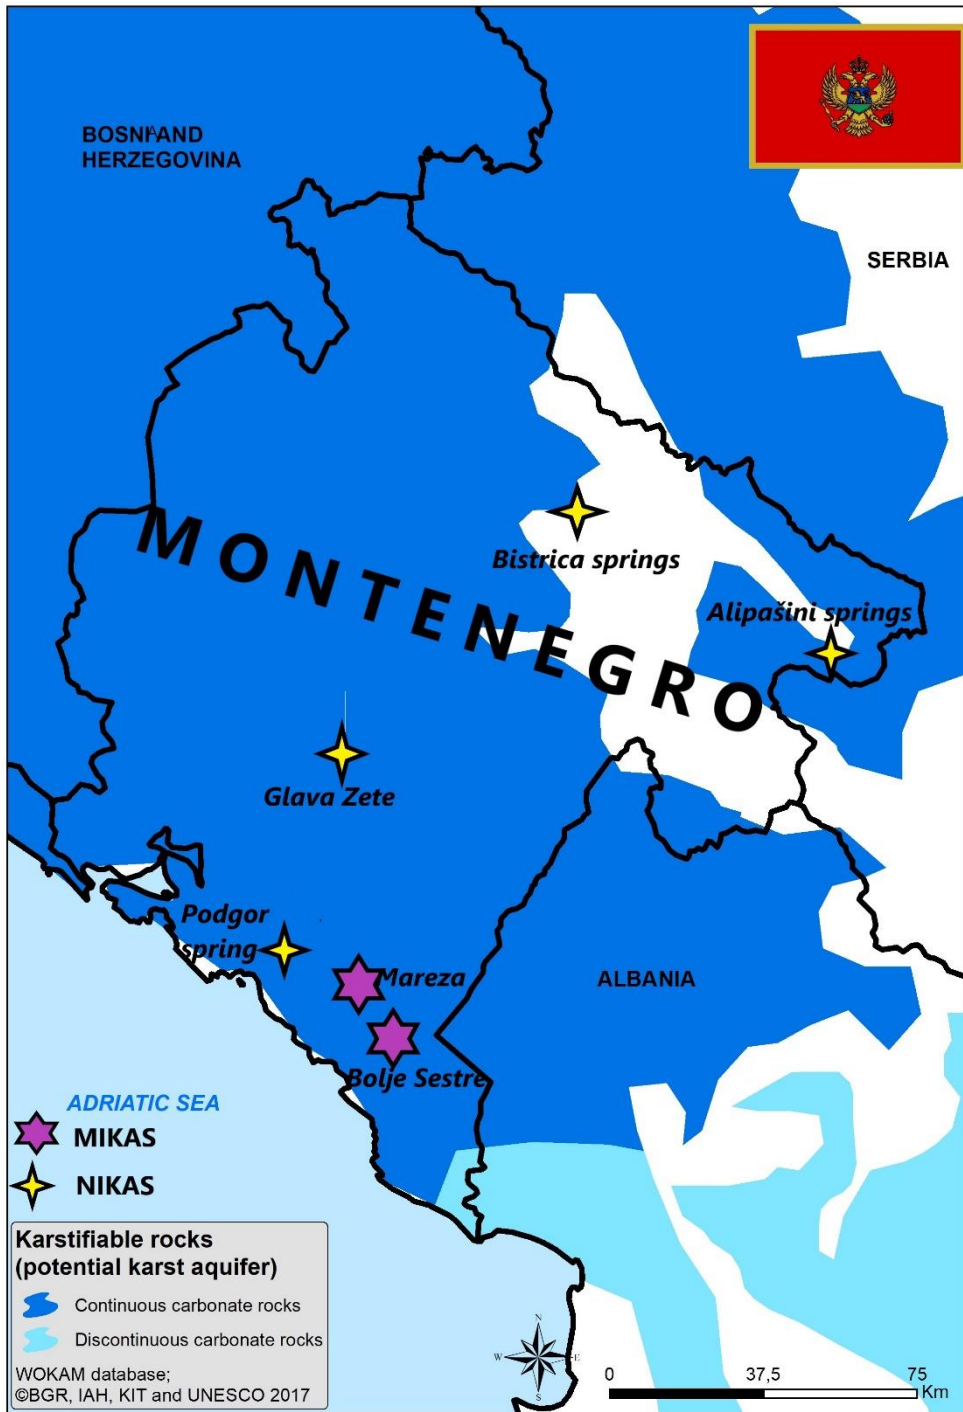 BOSNIA AND
HERZEGOVINA
SERBIA
MONTENEGRO
Bistrica springs
Alipašini springs
Glava Zete
Podgor
spring
Mareza
Bolje Sestre
ALBANIA
ADRIATIC SEA
MIKAS
NIKAS
Karstifiable rocks
(potential karst aquifer)
Continuous carbonate rocks
Discontinuous carbonate rocks
WOKAM database;
©BGR, IAH, KIT and UNESCO 2017
N
W E
S
0 37,5 75
Km